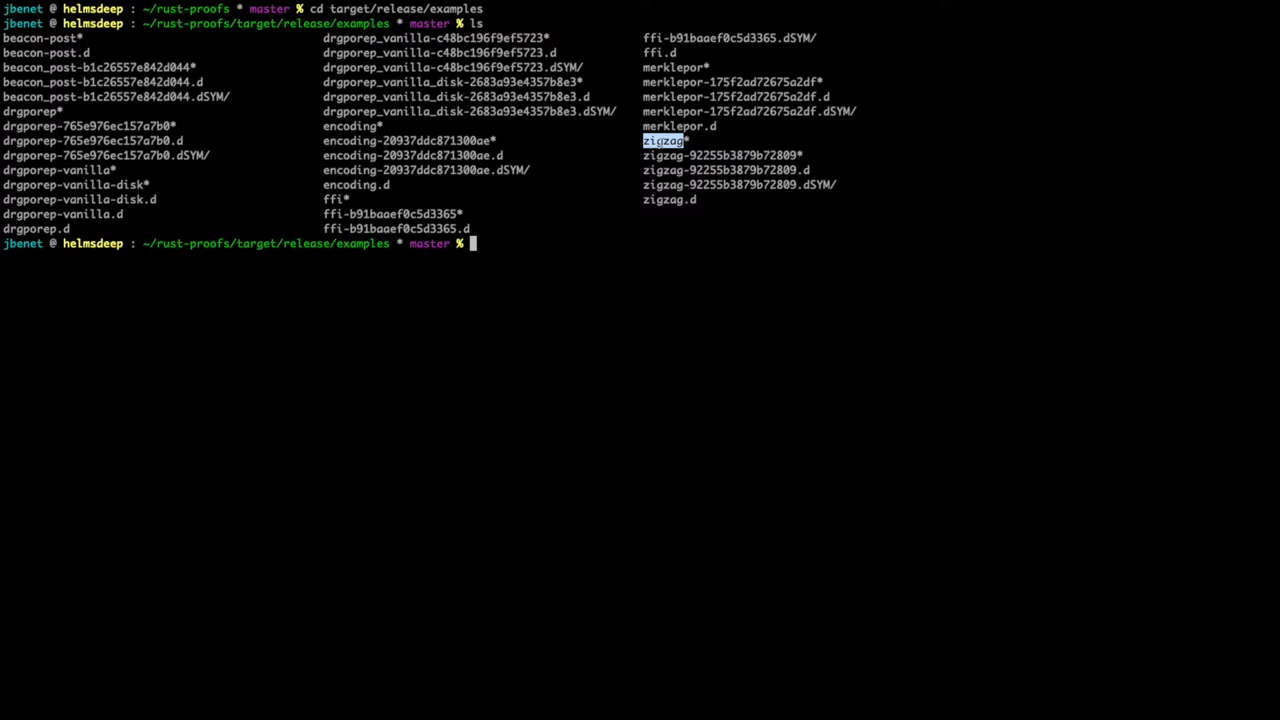 jbenet @ helmsdeep : ~/rust-proofs * master % cd target/release/examples
jbenet @ helmsdeep : ~/rust-proofs/target/release/examples * master % ls
beacon-post* drgporep_vanilla-c48bc196f9ef5723* ffi-b91baaef0c5d3365.dSYM/
beacon-post.d drgporep_vanilla-c48bc196f9ef5723.d ffi.d
beacon_post-b1c26557e842d044* drgporep_vanilla-c48bc196f9ef5723.dSYM/ merklepor*
beacon_post-b1c26557e842d044.d drgporep_vanilla_disk-2683a93e4357b8e3* merklepor-175f2ad72675a2df*
beacon_post-b1c26557e842d044.dSYM/ drgporep_vanilla_disk-2683a93e4357b8e3.d merklepor-175f2ad72675a2df.d
drgporep* drgporep_vanilla_disk-2683a93e4357b8e3.dSYM/ merklepor-175f2ad72675a2df.dSYM/
drgporep-765e976ec157a7b0* encoding* merklepor.d
drgporep-765e976ec157a7b0.d encoding-20937ddc871300ae* zigzag*
drgporep-765e976ec157a7b0.dSYM/ encoding-20937ddc871300ae.d zigzag-92255b3879b72809*
drgporep-vanilla* encoding-20937ddc871300ae.dSYM/ zigzag-92255b3879b72809.d
drgporep-vanilla-disk* encoding.d zigzag-92255b3879b72809.dSYM/
drgporep-vanilla-disk.d ffi* zigzag.d
drgporep-vanilla.d ffi-b91baaef0c5d3365*
drgporep.d ffi-b91baaef0c5d3365.d
jbenet @ helmsdeep : ~/rust-proofs/target/release/examples * master %